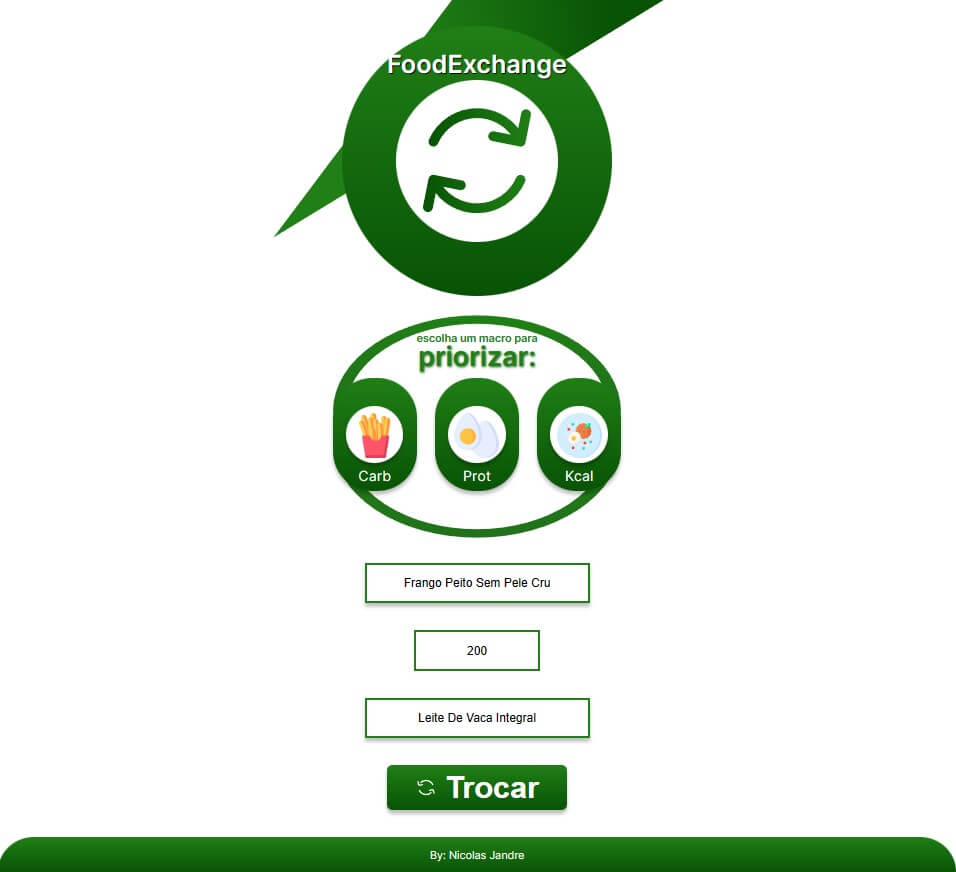 FoodExchange
escolha um macro para
priorizar:
Carb
Prot
Kcal
Frango Peito Sem Pele Cru
200
Leite De Vaca Integral
Trocar
By: Nicolas Jandre